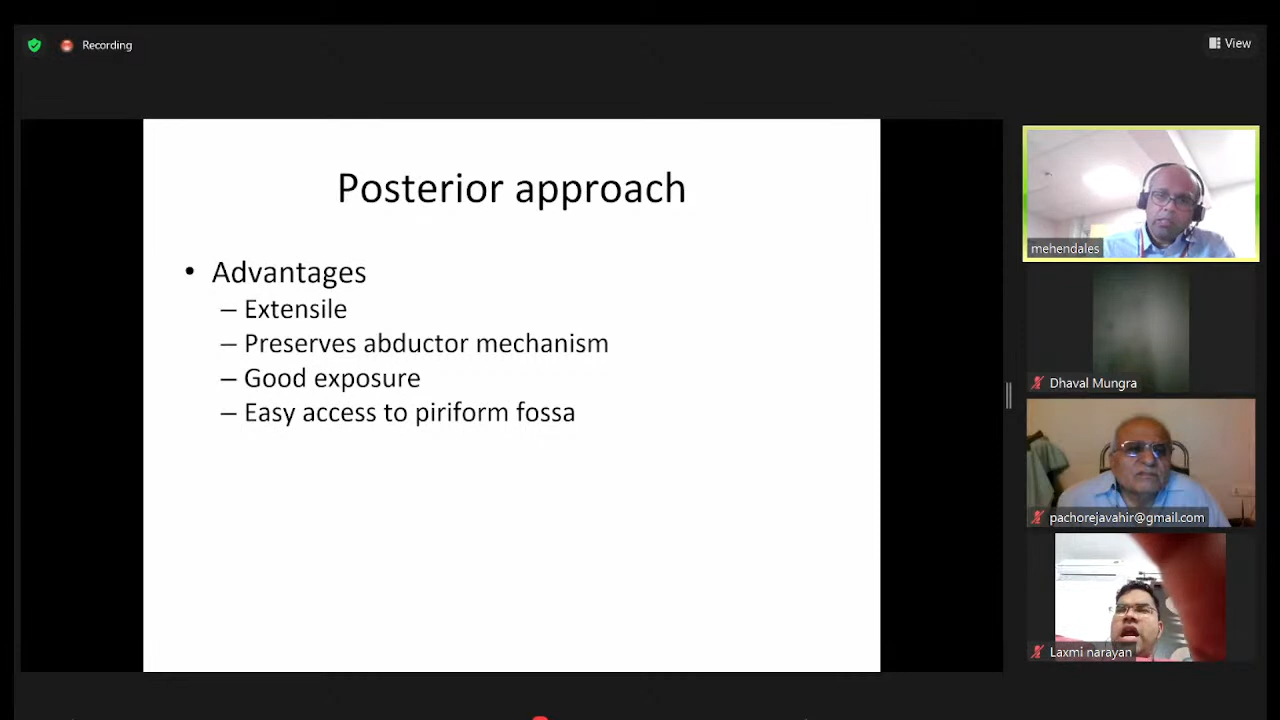 Recording
View
Posterior approach
• Advantages
– Extensile
– Preserves abductor mechanism
– Good exposure
– Easy access to piriform fossa
mehendales
Dhaval Mungra
pachorejavahir@gmail.com
Laxmi narayan